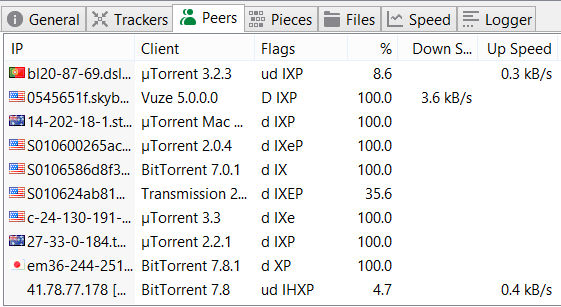 General Trackers Peers Pieces Files Speed Logger
IP Client Flags % Down S... Up Speed
bl20-87-69.dsl... µTorrent 3.2.3 ud IXP 8.6 0.3 kB/s
0545651f.skyb... Vuze 5.0.0.0 D IXP 100.0 3.6 kB/s
14-202-18-1.st... µTorrent Mac ... d IXP 100.0
S010600265ac... µTorrent 2.0.4 d IXeP 100.0
S0106586d8f3... BitTorrent 7.0.1 d IX 100.0
S010624ab81... Transmission 2... d IXEP 35.6
c-24-130-191-... µTorrent 3.3 d IXe 100.0
27-33-0-184.t... µTorrent 2.2.1 d IXP 100.0
em36-244-251... BitTorrent 7.8.1 d XP 100.0
41.78.77.178 [... BitTorrent 7.8 ud IHXP 4.7 0.4 kB/s